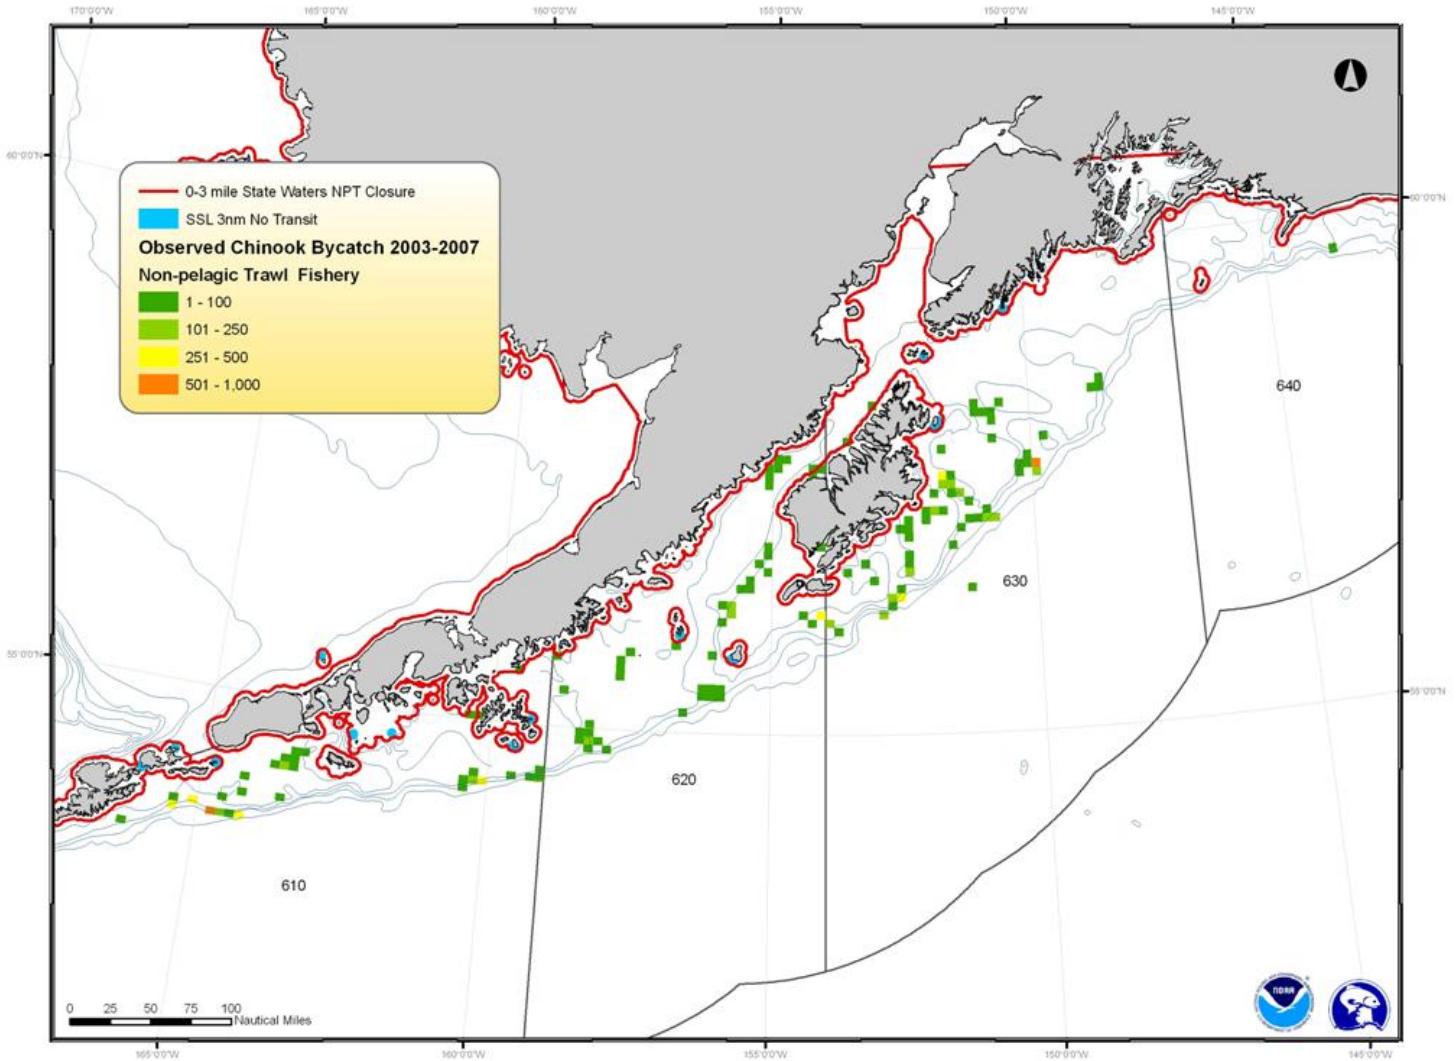 170°0'0"W 165°0'0"W 160°0'0"W 155°0'0"W 150°0'0"W 145°0'0"W
60°0'0"N
60°0'0"N
0-3 mile State Waters NPT Closure
SSL 3nm No Transit
Observed Chinook Bycatch 2003-2007
Non-pelagic Trawl Fishery
1 - 100
101 - 250
251 - 500
501 - 1,000
640
630
55°0'0"N
55°0'0"N
620
610
0 25 50 75 100
Nautical Miles
NOAA
165°0'0"W 160°0'0"W 155°0'0"W 150°0'0"W 145°0'0"W